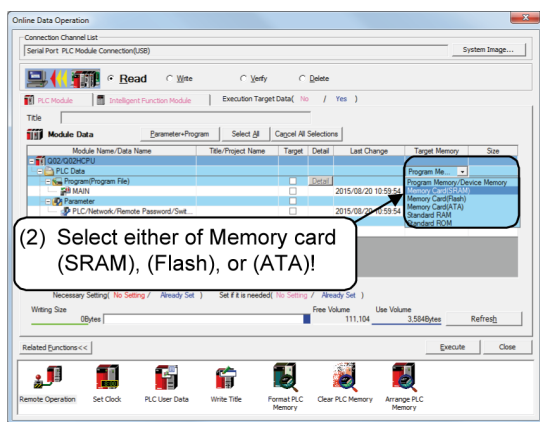 Online Data Operation
Connection Channel List
Serial Port PLC Module Connection(USB)
System Image...
Read Write Verify Delete
PLC Module Intelligent Function Module Execution Target Data( No / Yes )
Title
Module Data Parameter+Program Select All Cancel All Selections
Module Name/Data Name Title/Project Name Target Detail Last Change Target Memory Size
Q02/Q02HCPU
PLC Data Program Me...
Program(Program File) Detail Program Memory/Device Memory
MAIN 2015/08/20 10:59:54 Memory Card(SRAM)
Parameter Memory Card(Flash)
Memory Card(ATA)
PLC/Network/Remote Password/Swit... 2015/08/20 10:59:54 Standard RAM
Standard ROM
(2) Select either of Memory card
(SRAM), (Flash), or (ATA)!
Necessary Setting( No Setting / Already Set ) Set if it is needed( No Setting / Already Set )
Writing Size Free Volume Use Volume
0Bytes 111,104 3,584Bytes Refresh
Related Functions<< Execute Close
Remote Operation Set Clock PLC User Data Write Title Format PLC Memory Clear PLC Memory Arrange PLC Memory